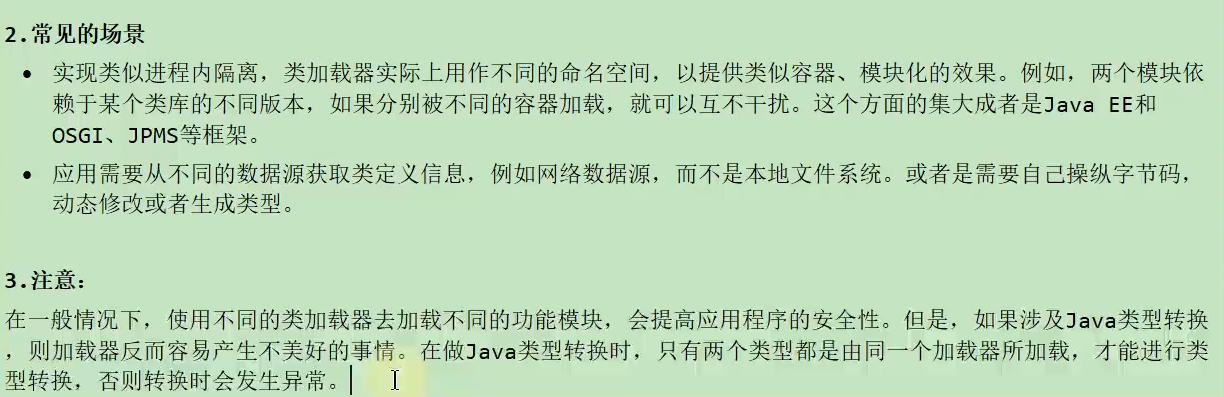 2.常见的场景
• 实现类似进程内隔离，类加载器实际上用作不同的命名空间，以提供类似容器、模块化的效果。例如，两个模块依
赖于某个类库的不同版本，如果分别被不同的容器加载，就可以互不干扰。这个方面的集大成者是Java EE和
OSGI、JPMS等框架。
• 应用需要从不同的数据源获取类定义信息，例如网络数据源，而不是本地文件系统。或者是需要自己操纵字节码，
动态修改或者生成类型。
3.注意：
在一般情况下，使用不同的类加载器去加载不同的功能模块，会提高应用程序的安全性。但是，如果涉及Java类型转换
，则加载器反而容易产生不美好的事情。在做Java类型转换时，只有两个类型都是由同一个加载器所加载，才能进行类
型转换，否则转换时会发生异常。